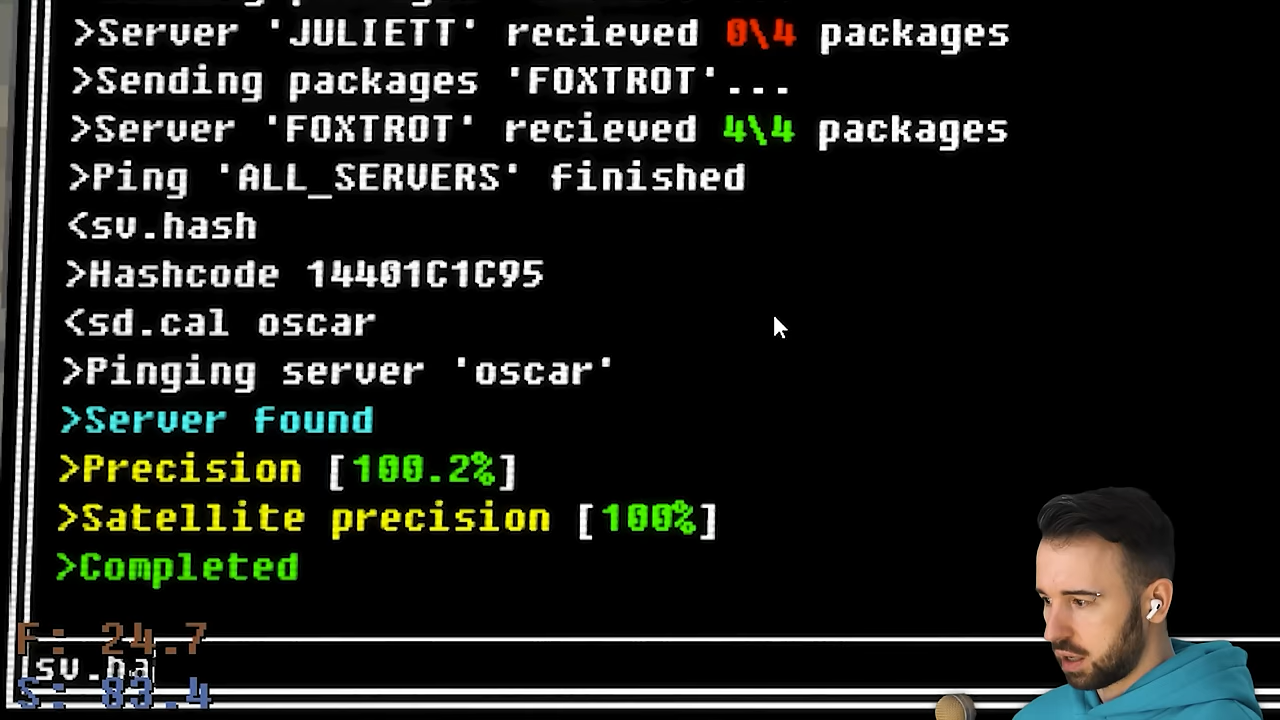 >Server 'JULIETT' recieved 0\4 packages
>Sending packages 'FOXTROT'...
>Server 'FOXTROT' recieved 4\4 packages
>Ping 'ALL_SERVERS' finished
<sv.hash
>Hashcode 14401C1C95
<sd.cal oscar
>Pinging server 'oscar'
>Server found
>Precision [100.2%]
>Satellite precision [100%]
>Completed
F: 24.7
sv.ha
S: 83.4